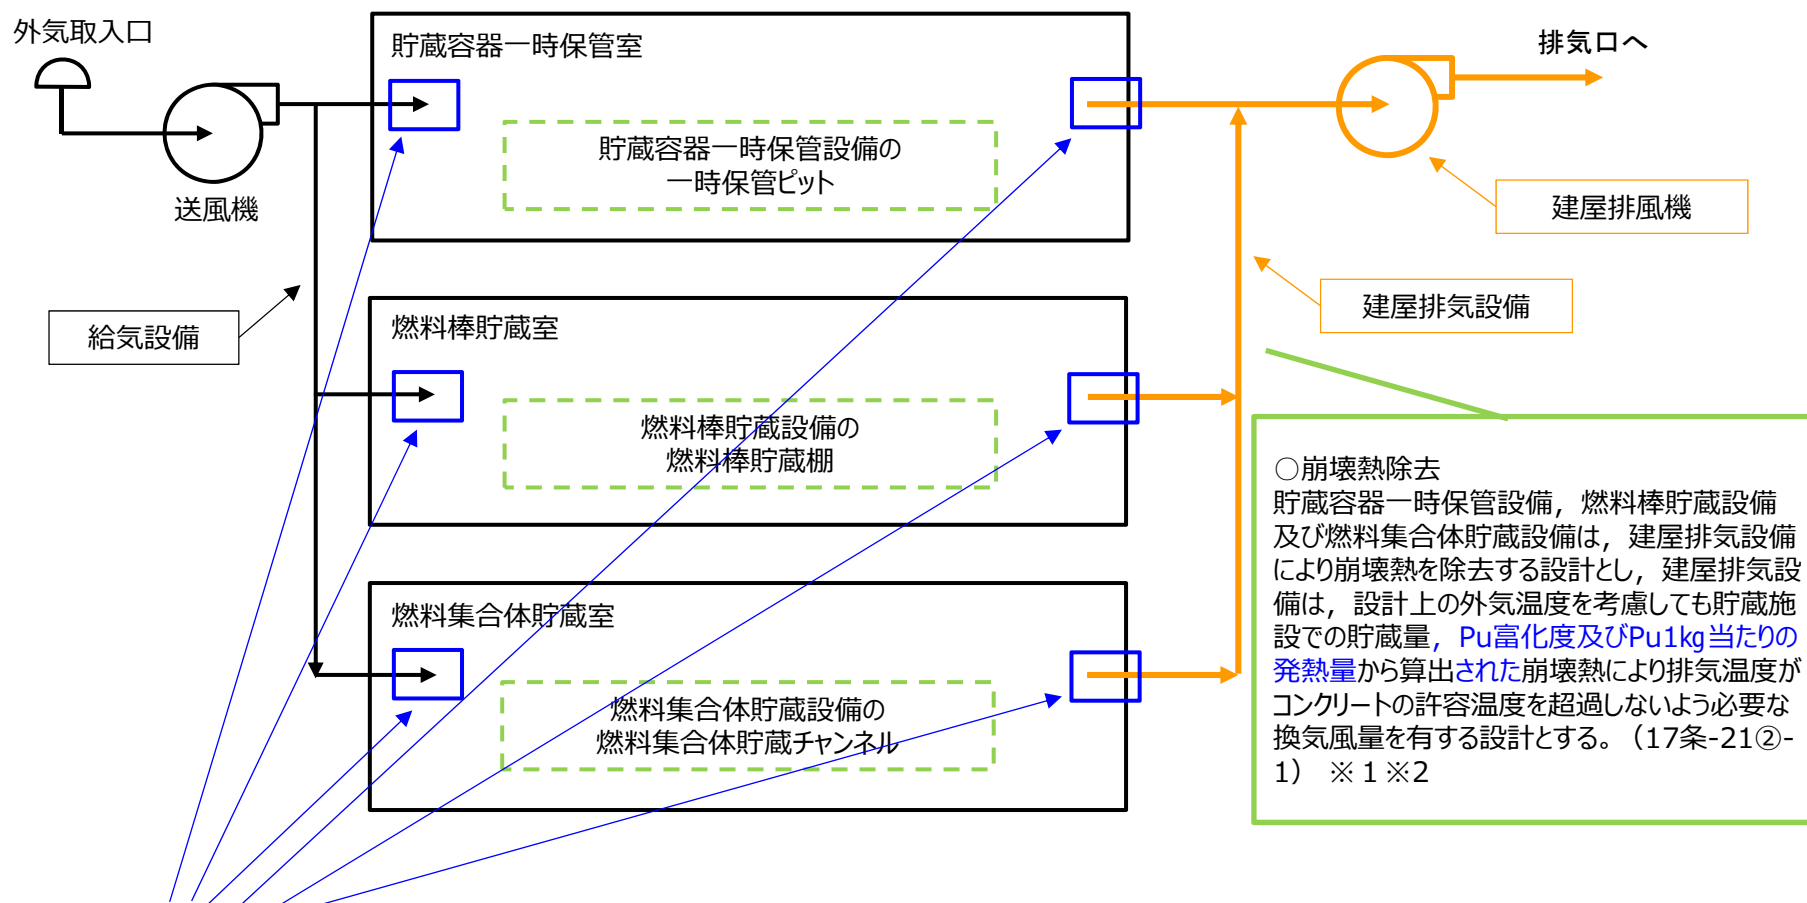 外気取入口
送風機
給気設備
貯蔵容器一時保管室
貯蔵容器一時保管設備の
一時保管ピット
燃料棒貯蔵室
燃料棒貯蔵設備の
燃料棒貯蔵棚
燃料集合体貯蔵室
燃料集合体貯蔵設備の
燃料集合体貯蔵チャンネル
排気口へ
建屋排風機
建屋排気設備
○崩壊熱除去
貯蔵容器一時保管設備，燃料棒貯蔵設備
及び燃料集合体貯蔵設備は，建屋排気設備
により崩壊熱を除去する設計とし，建屋排気設
備は，設計上の外気温度を考慮しても貯蔵施
設での貯蔵量，Pu富化度及びPu1kg当たりの
発熱量から算出された崩壊熱により排気温度が
コンクリートの許容温度を超過しないよう必要な
換気風量を有する設計とする。（17条-21②-
1） ※１※2